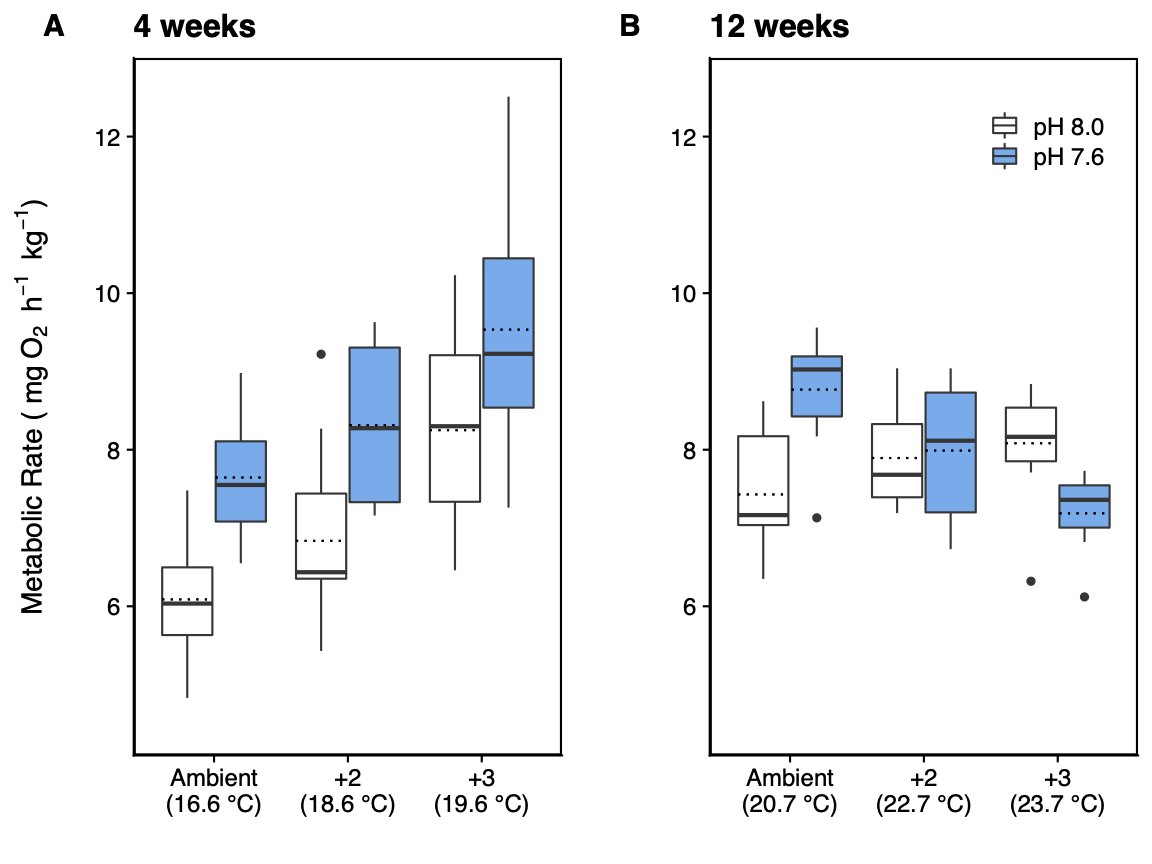 A 4 weeks
B 12 weeks
Metabolic Rate ( mg O₂ h⁻¹ kg⁻¹)
12
10
8
6
Ambient +2 +3
(16.6 °C) (18.6 °C) (19.6 °C)
pH 8.0
pH 7.6
12
10
8
6
Ambient +2 +3
(20.7 °C) (22.7 °C) (23.7 °C)